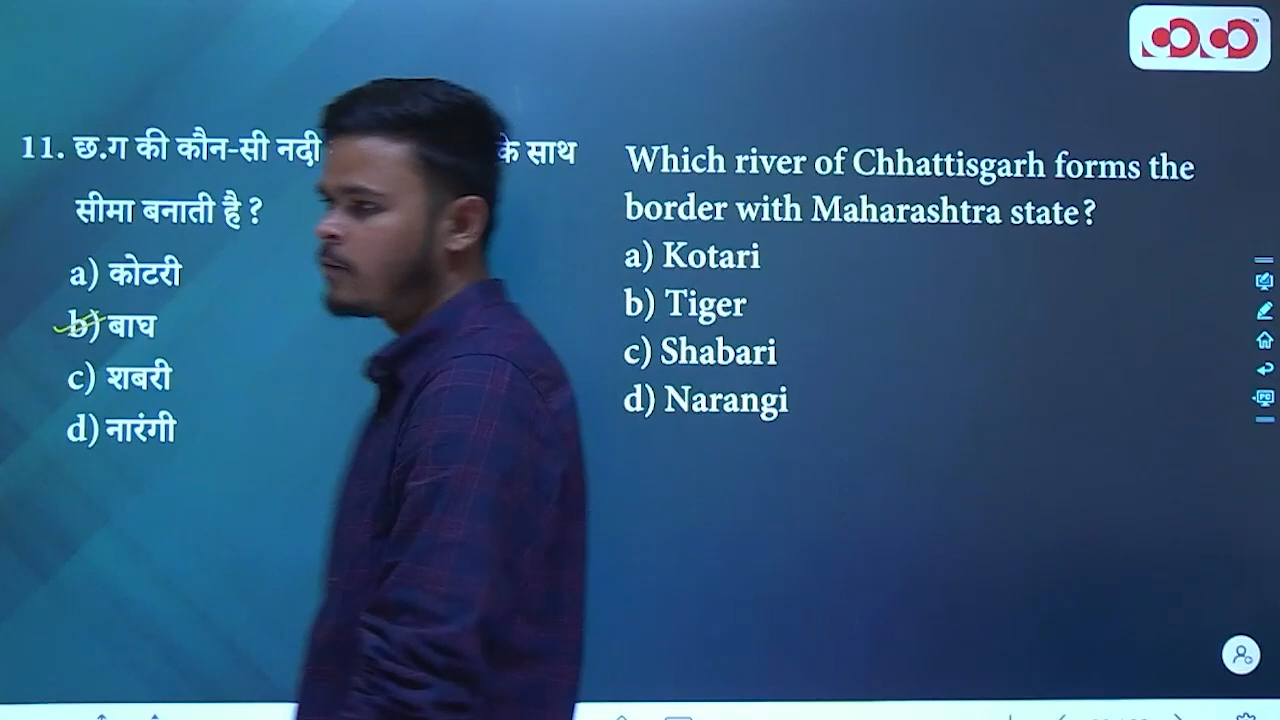 11. छ.ग की कौन-सी नदी के साथ
सीमा बनाती है ?
a) कोटरी
b) बाघ
c) शबरी
d) नारंगी
Which river of Chhattisgarh forms the
border with Maharashtra state?
a) Kotari
b) Tiger
c) Shabari
d) Narangi
PC